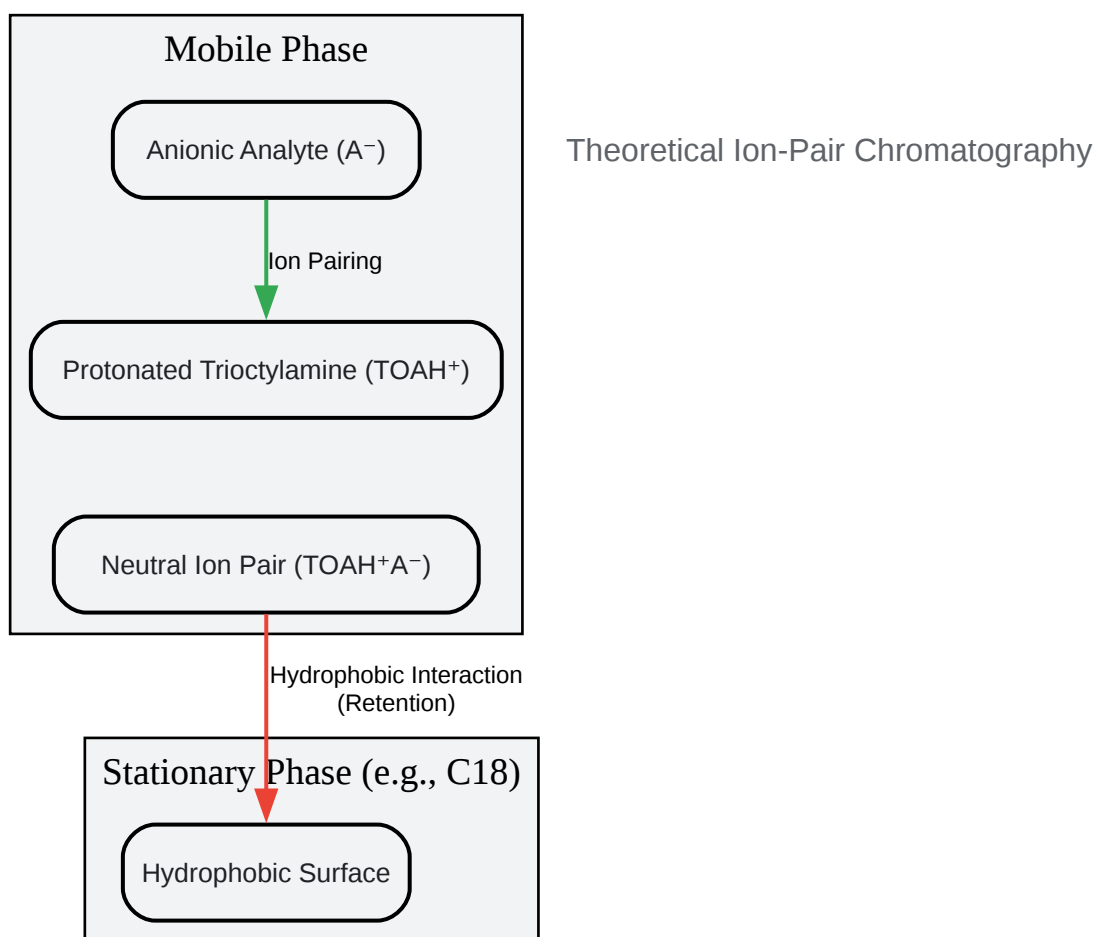 Mobile Phase
Anionic Analyte (A⁻)
Theoretical Ion-Pair Chromatography
Ion Pairing
Protonated Trioctylamine (TOAH⁺)
Neutral Ion Pair (TOAH⁺A⁻)
Hydrophobic Interaction
(Retention)
Stationary Phase (e.g., C18)
Hydrophobic Surface